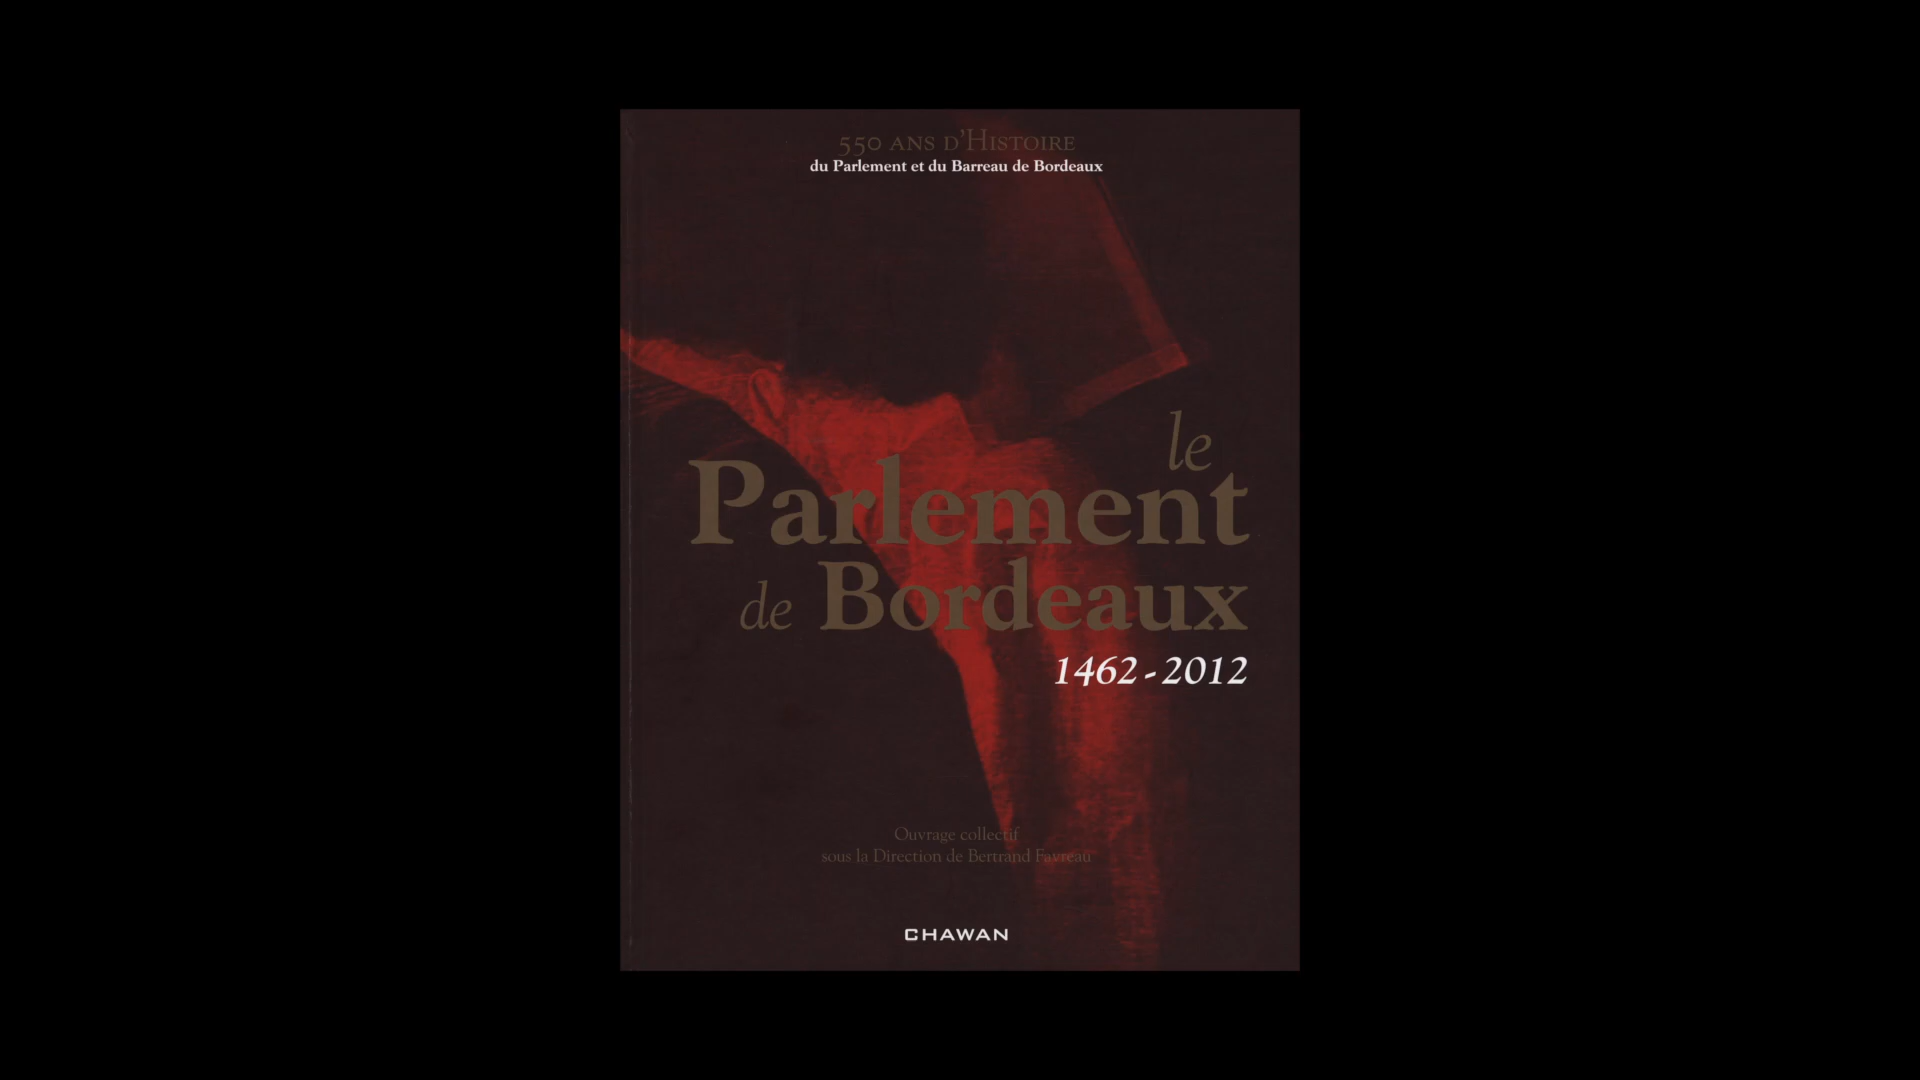 550 ANS D'HISTOIRE
du Parlement et du Barreau de Bordeaux
le
Parlement
de Bordeaux
1462-2012
Ouvrage collectif
sous la Direction de Bertrand Favreau
CHAWAN